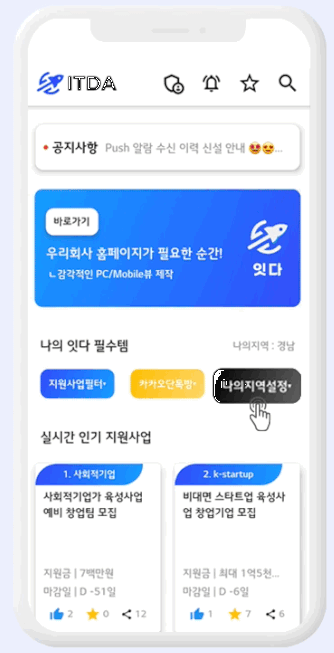 ITDA
• 공지사항 Push 알람 수신 이력 신설 안내 😍😍...
바로가기
우리회사 홈페이지가 필요한 순간!
ㄴ감각적인 PC/Mobile뷰 제작
잇다
나의 잇다 필수템
나의지역 : 경남
지원사업필터▾
카카오단톡방▾
나의지역설정▾
실시간 인기 지원사업
1. 사회적기업
사회적기업가 육성사업
예비 창업팀 모집
지원금 | 7백만원
마감일 | D -51일
2 0 12
2. k-startup
비대면 스타트업 육성사
업 창업기업 모집
지원금 | 최대 1억5천...
마감일 | D -6일
1 7 6